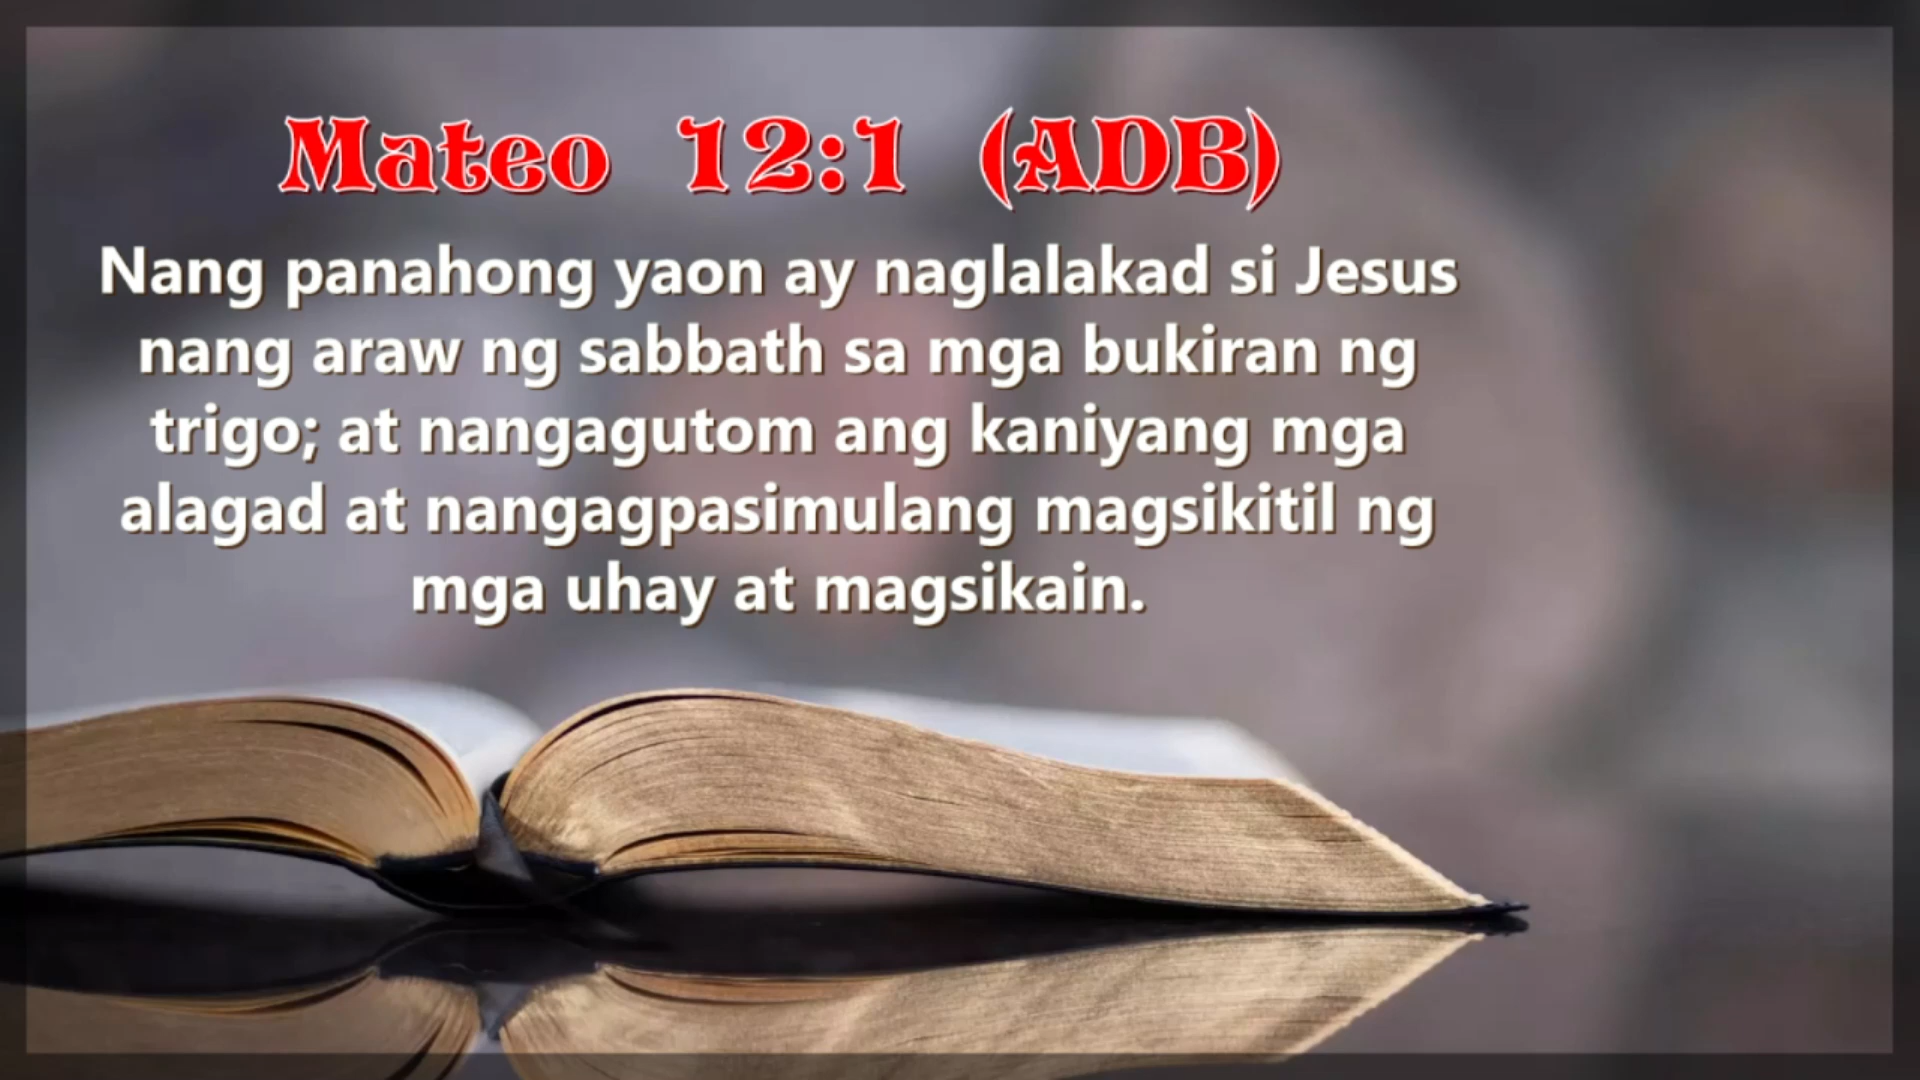 Mateo 12:1 (ADB)
Nang panahong yaon ay naglalakad si Jesus
nang araw ng sabbath sa mga bukiran ng
trigo; at nangagutom ang kaniyang mga
alagad at nangagpasimulang magsikitil ng
mga uhay at magsikain.